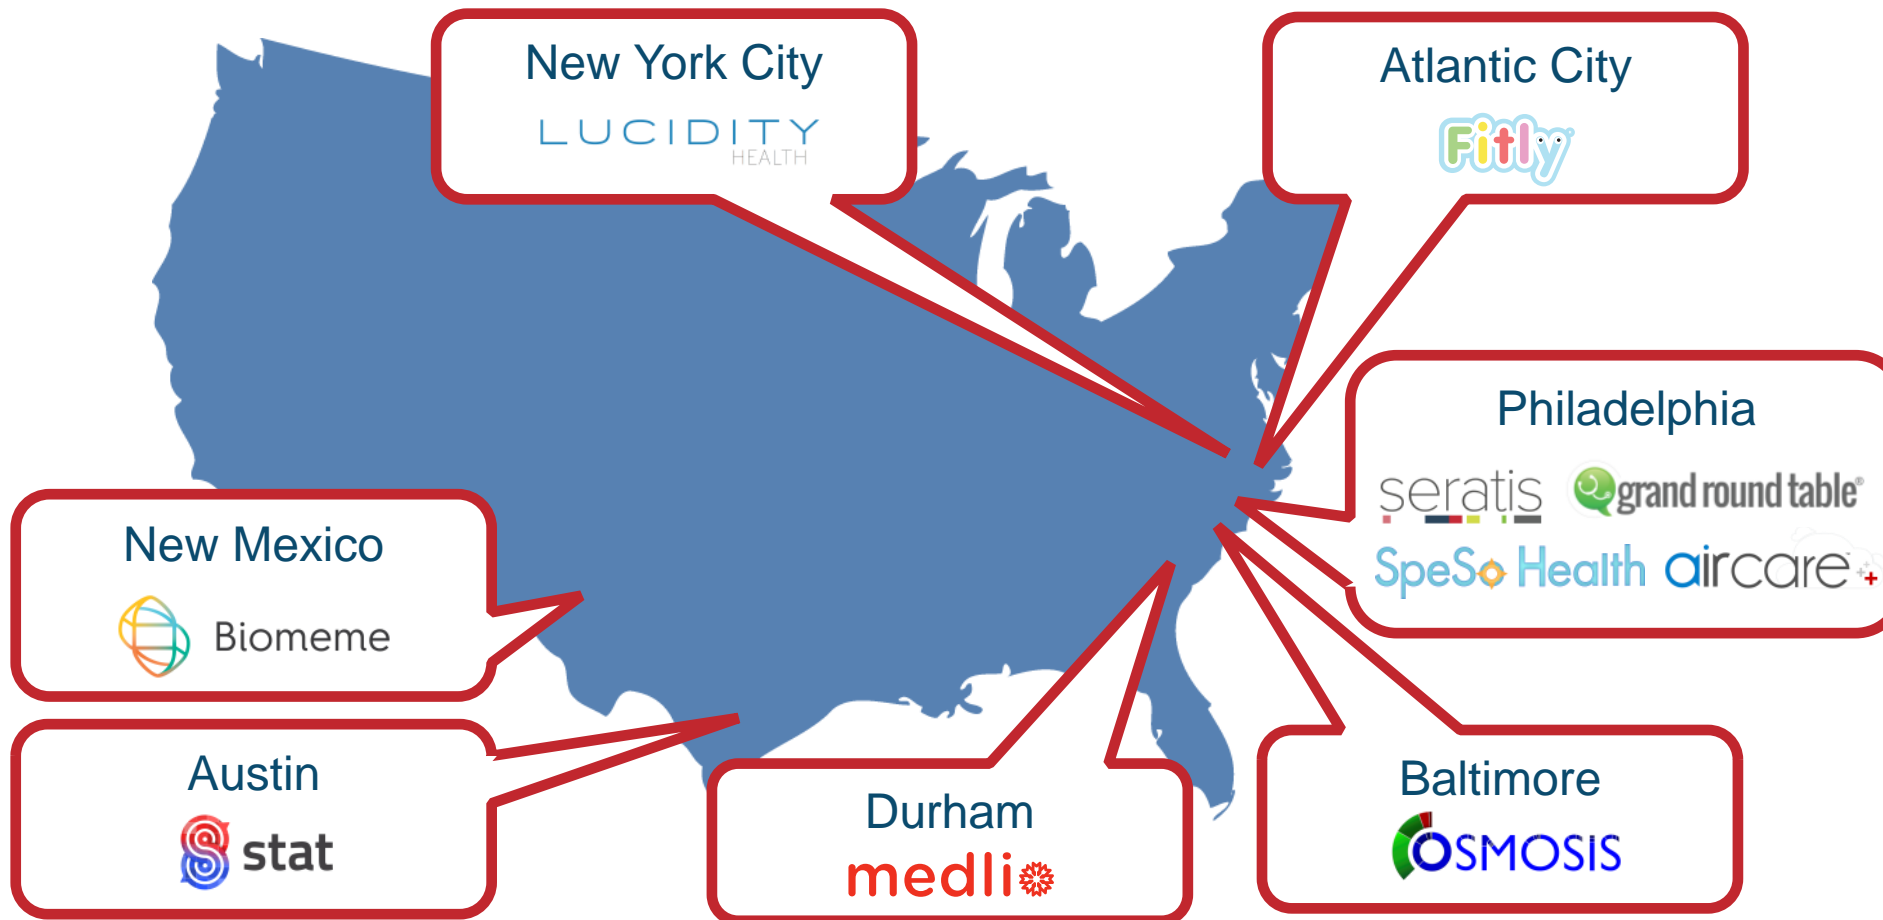 New York City
LUCIDITY
HEALTH
Atlantic City
Fitly
Philadelphia
seratis
grand round table®
SpeSo Health
aircare™
New Mexico
Biomeme
Austin
stat
Durham
medlio
Baltimore
OSMOSIS